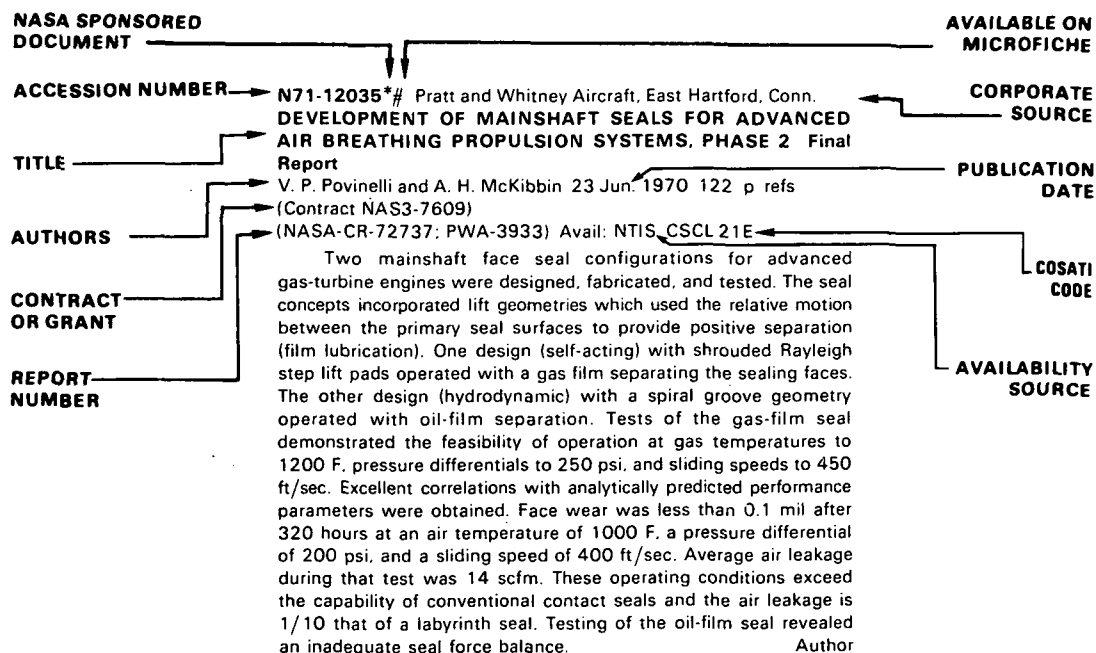 NASA SPONSORED
DOCUMENT
AVAILABLE ON
MICROFICHE
ACCESSION NUMBER
N71-12035*# Pratt and Whitney Aircraft, East Hartford, Conn.
CORPORATE
SOURCE
DEVELOPMENT OF MAINSHAFT SEALS FOR ADVANCED
AIR BREATHING PROPULSION SYSTEMS, PHASE 2 Final
Report
TITLE
V. P. Povinelli and A. H. McKibbin 23 Jun. 1970 122 p refs
PUBLICATION
DATE
(Contract NAS3-7609)
AUTHORS
(NASA-CR-72737; PWA-3933) Avail: NTIS CSCL 21E
COSATI
CODE
CONTRACT
OR GRANT
AVAILABILITY
SOURCE
REPORT
NUMBER
Two mainshaft face seal configurations for advanced
gas-turbine engines were designed, fabricated, and tested. The seal
concepts incorporated lift geometries which used the relative motion
between the primary seal surfaces to provide positive separation
(film lubrication). One design (self-acting) with shrouded Rayleigh
step lift pads operated with a gas film separating the sealing faces.
The other design (hydrodynamic) with a spiral groove geometry
operated with oil-film separation. Tests of the gas-film seal
demonstrated the feasibility of operation at gas temperatures to
1200 F, pressure differentials to 250 psi, and sliding speeds to 450
ft/sec. Excellent correlations with analytically predicted performance
parameters were obtained. Face wear was less than 0.1 mil after
320 hours at an air temperature of 1000 F, a pressure differential
of 200 psi, and a sliding speed of 400 ft/sec. Average air leakage
during that test was 14 scfm. These operating conditions exceed
the capability of conventional contact seals and the air leakage is
1/10 that of a labyrinth seal. Testing of the oil-film seal revealed
an inadequate seal force balance. Author